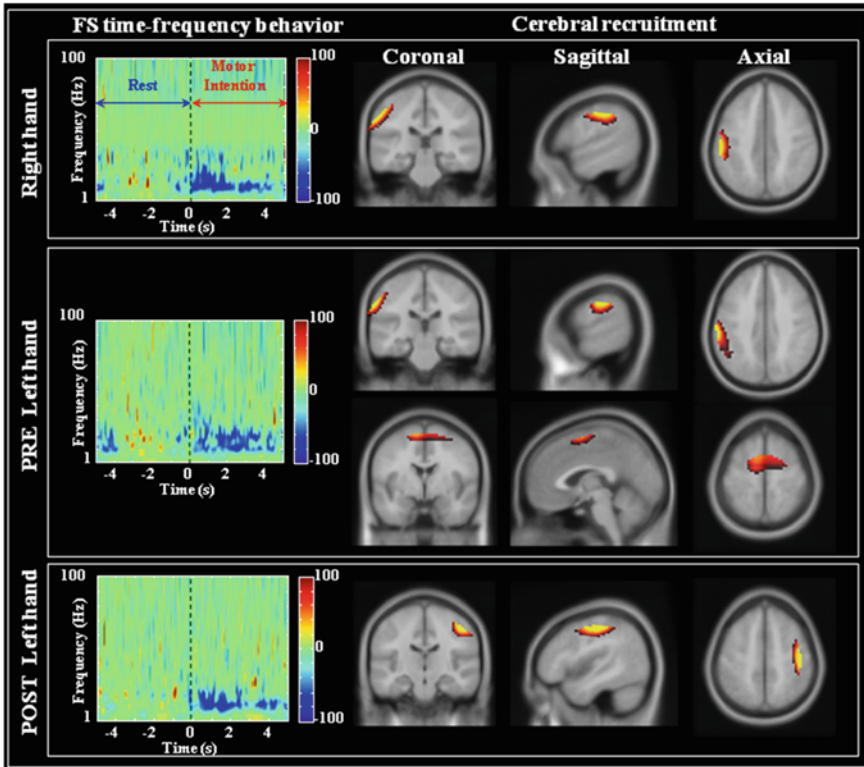 FS time-frequency behavior
Cerebral recruitment
Coronal
Sagittal
Axial
Right hand
Frequency (Hz)
100
1
Rest
Motor
Intention
-4 -2 0 2 4
Time (s)
100
0
-100
PRE Left hand
Frequency (Hz)
100
1
-4 -2 0 2 4
Time (s)
100
0
-100
POST Left hand
Frequency (Hz)
100
1
-4 -2 0 2 4
Time (s)
100
0
-100